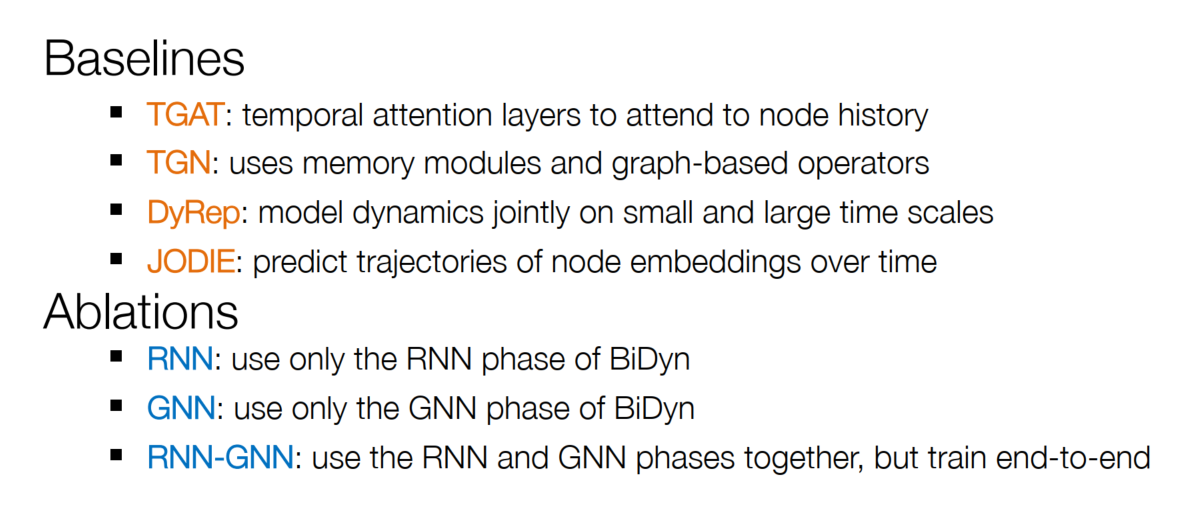 Baselines
▪ TGAT: temporal attention layers to attend to node history
▪ TGN: uses memory modules and graph-based operators
▪ DyRep: model dynamics jointly on small and large time scales
▪ JODIE: predict trajectories of node embeddings over time
Ablations
▪ RNN: use only the RNN phase of BiDyn
▪ GNN: use only the GNN phase of BiDyn
▪ RNN-GNN: use the RNN and GNN phases together, but train end-to-end